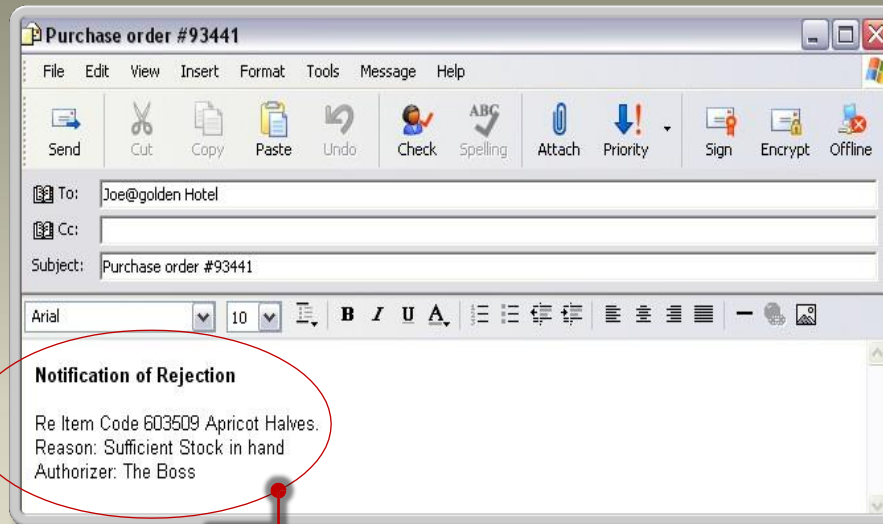 Purchase order #93441
File Edit View Insert Format Tools Message Help
Send Cut Copy Paste Undo Check ABC Spelling Attach Priority Sign Encrypt Offline
To: Joe@golden Hotel
Cc:
Subject: Purchase order #93441
Arial 10 B I U A
Notification of Rejection
Re Item Code 603509 Apricot Halves.
Reason: Sufficient Stock in hand
Authorizer: The Boss